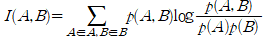 I(A,B)= ∑_{A∈A,B∈B} p(A,B)log p(A,B)/(p(A)p(B))